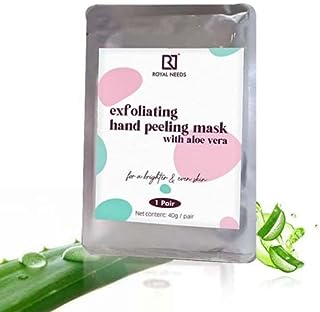 ROYAL NEEDS
exfoliating
hand peeling mask
with aloe vera
for a brighter & even skin
1 Pair
Net content: 40g / pair